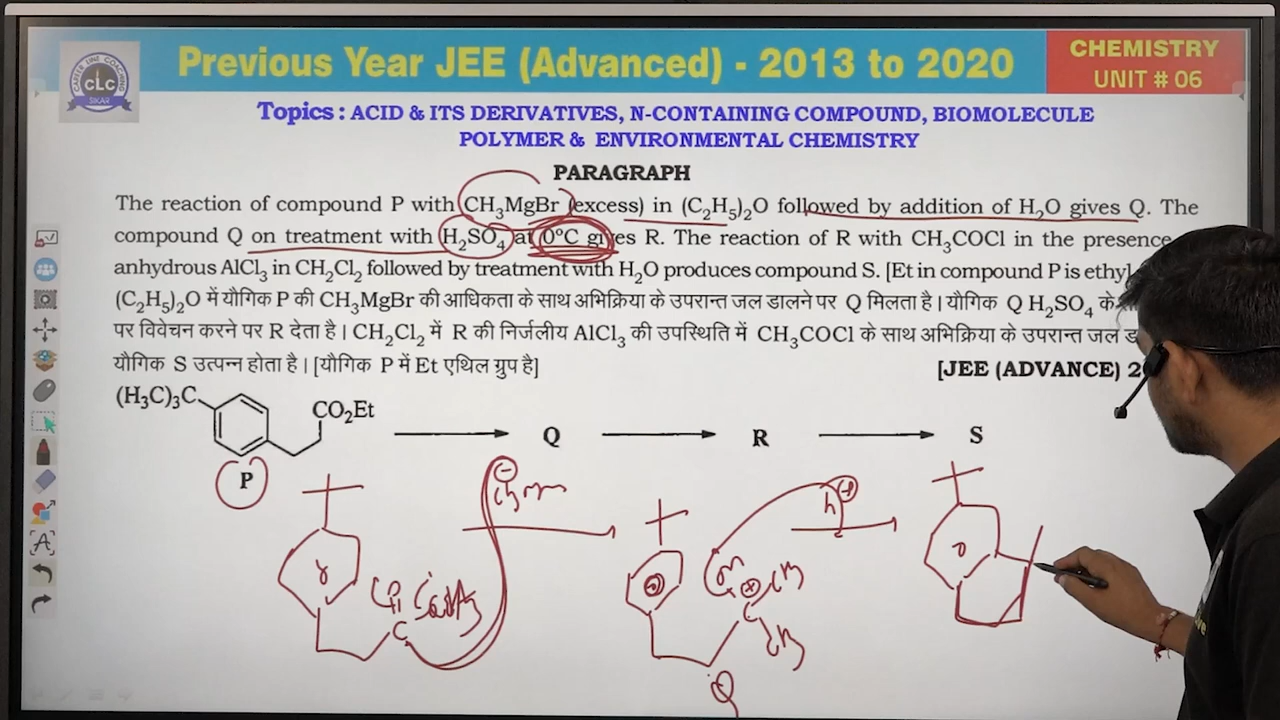 Previous Year JEE (Advanced) - 2013 to 2020
CHEMISTRY
UNIT # 06
CAREER LINE COACHING
CLC
SIKAR
Topics : ACID & ITS DERIVATIVES, N-CONTAINING COMPOUND, BIOMOLECULE
POLYMER & ENVIRONMENTAL CHEMISTRY
PARAGRAPH
The reaction of compound P with CH₃MgBr (excess) in (C₂H₅)₂O followed by addition of H₂O gives Q. The
compound Q on treatment with H₂SO₄ at 0°C gives R. The reaction of R with CH₃COCl in the presence
anhydrous AlCl₃ in CH₂Cl₂ followed by treatment with H₂O produces compound S. [Et in compound P is ethyl
(C₂H₅)₂O में यौगिक P की CH₃MgBr की आधिकता के साथ अभिक्रिया के उपरान्त जल डालने पर Q मिलता है। यौगिक Q H₂SO₄ के
पर विवेचन करने पर R देता है। CH₂Cl₂ में R की निर्जलीय AlCl₃ की उपस्थिति में CH₃COCl के साथ अभिक्रिया के उपरान्त जल
यौगिक S उत्पन्न होता है। [यौगिक P में Et एथिल ग्रुप है]
[JEE (ADVANCE) 2
(H₃C)₃C
CO₂Et
Q
R
S
P
C
C
Q